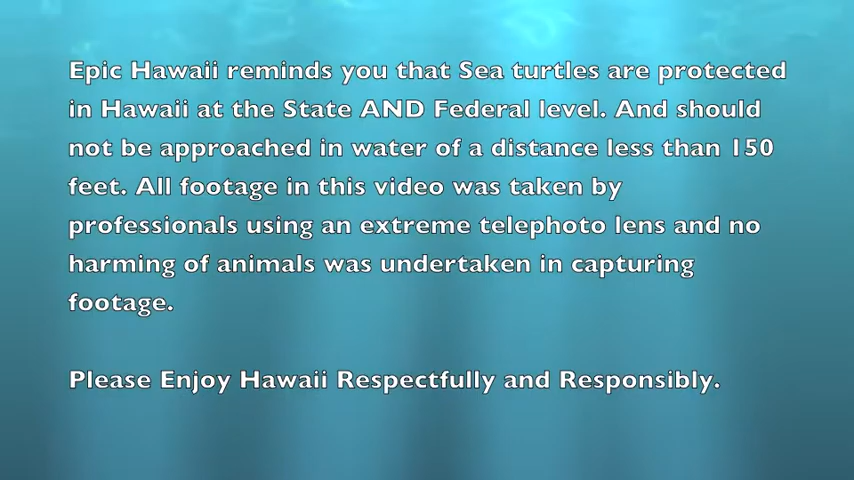 Epic Hawaii reminds you that Sea turtles are protected
in Hawaii at the State AND Federal level. And should
not be approached in water of a distance less than 150
feet. All footage in this video was taken by
professionals using an extreme telephoto lens and no
harming of animals was undertaken in capturing
footage.
Please Enjoy Hawaii Respectfully and Responsibly.